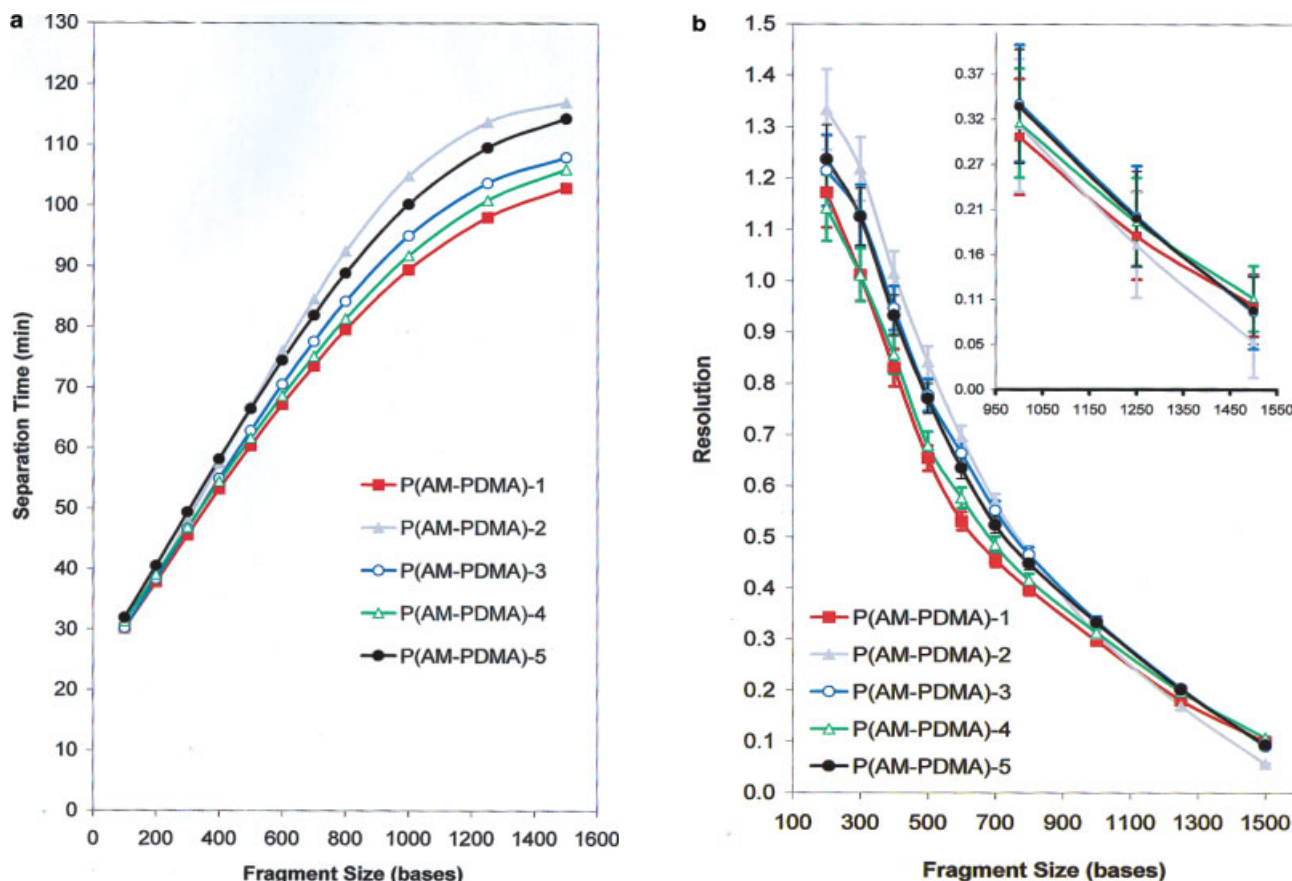 a
130
120
110
100
90
80
70
60
50
40
30
20
10
0
Separation Time (min)
P(AM-PDMA)-1
P(AM-PDMA)-2
P(AM-PDMA)-3
P(AM-PDMA)-4
P(AM-PDMA)-5
0 200 400 600 800 1000 1200 1400 1600
Fragment Size (bases)
b
1.5
1.4
1.3
1.2
1.1
1.0
0.9
0.8
0.7
0.6
0.5
0.4
0.3
0.2
0.1
0.0
Resolution
0.37
0.32
0.27
0.21
0.16
0.11
0.05
0.00
950 1050 1150 1250 1350 1450 1550
P(AM-PDMA)-1
P(AM-PDMA)-2
P(AM-PDMA)-3
P(AM-PDMA)-4
P(AM-PDMA)-5
100 300 500 700 900 1100 1300 1500
Fragment Size (bases)